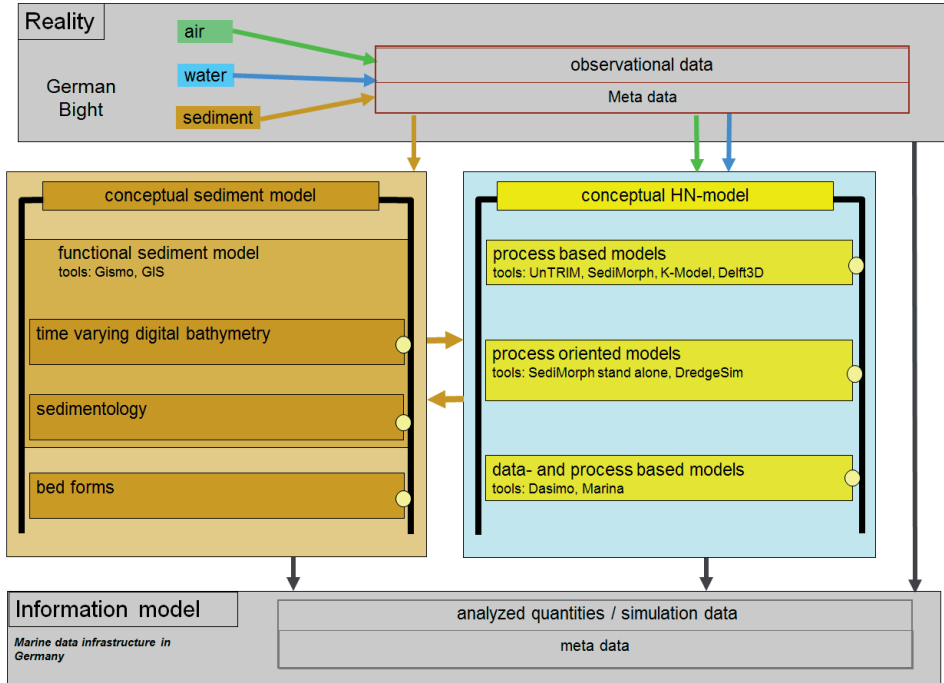 Reality
air
German
Bight
water
sediment
observational data
Meta data
conceptual sediment model
functional sediment model
tools: Gismo, GIS
time varying digital bathymetry
sedimentology
bed forms
conceptual HN-model
process based models
tools: UnTRIM, SediMorph, K-Model, Delft3D
process oriented models
tools: SediMorph stand alone, DredgeSim
data- and process based models
tools: Dasimo, Marina
Information model
Marine data infrastructure in
Germany
analyzed quantities / simulation data
meta data